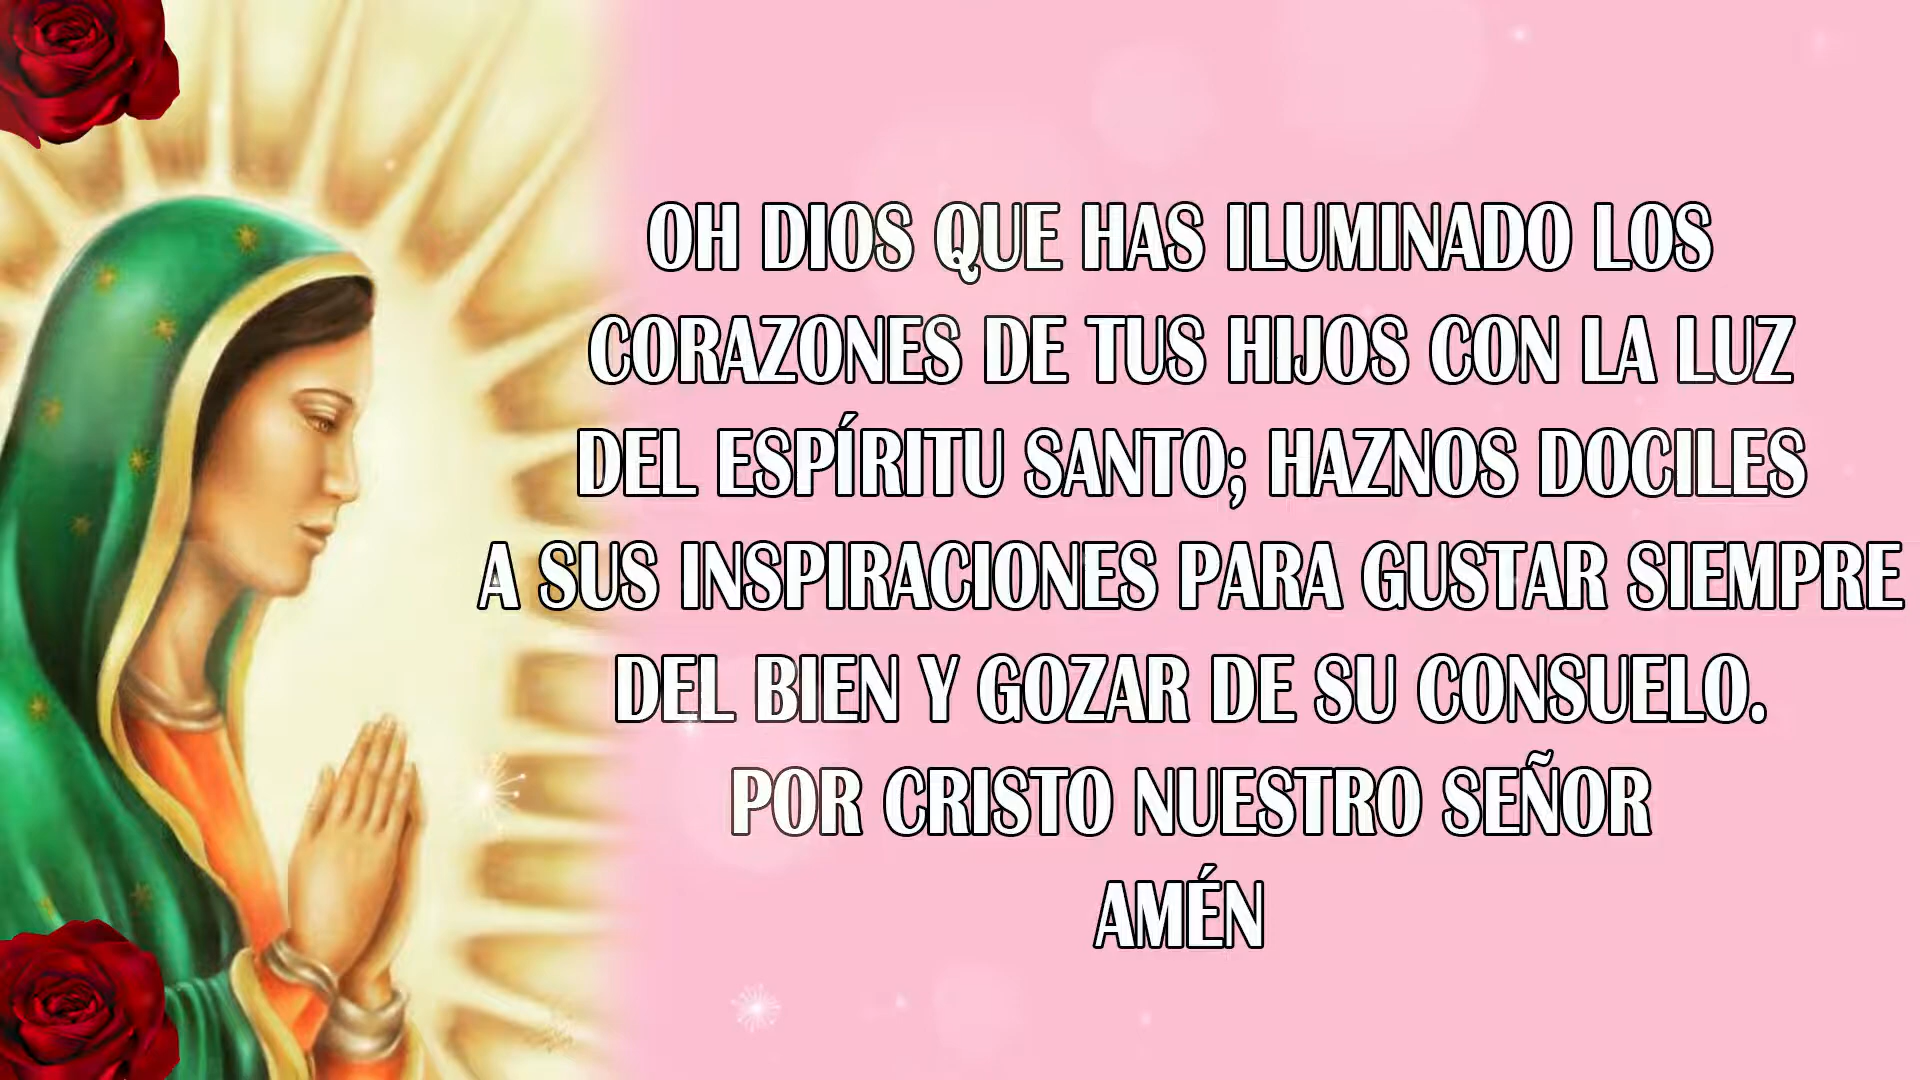 OH DIOS QUE HAS ILUMINADO LOS
CORAZONES DE TUS HIJOS CON LA LUZ
DEL ESPÍRITU SANTO; HAZNOS DOCILES
A SUS INSPIRACIONES PARA GUSTAR SIEMPRE
DEL BIEN Y GOZAR DE SU CONSUELO.
POR CRISTO NUESTRO SEÑOR
AMÉN